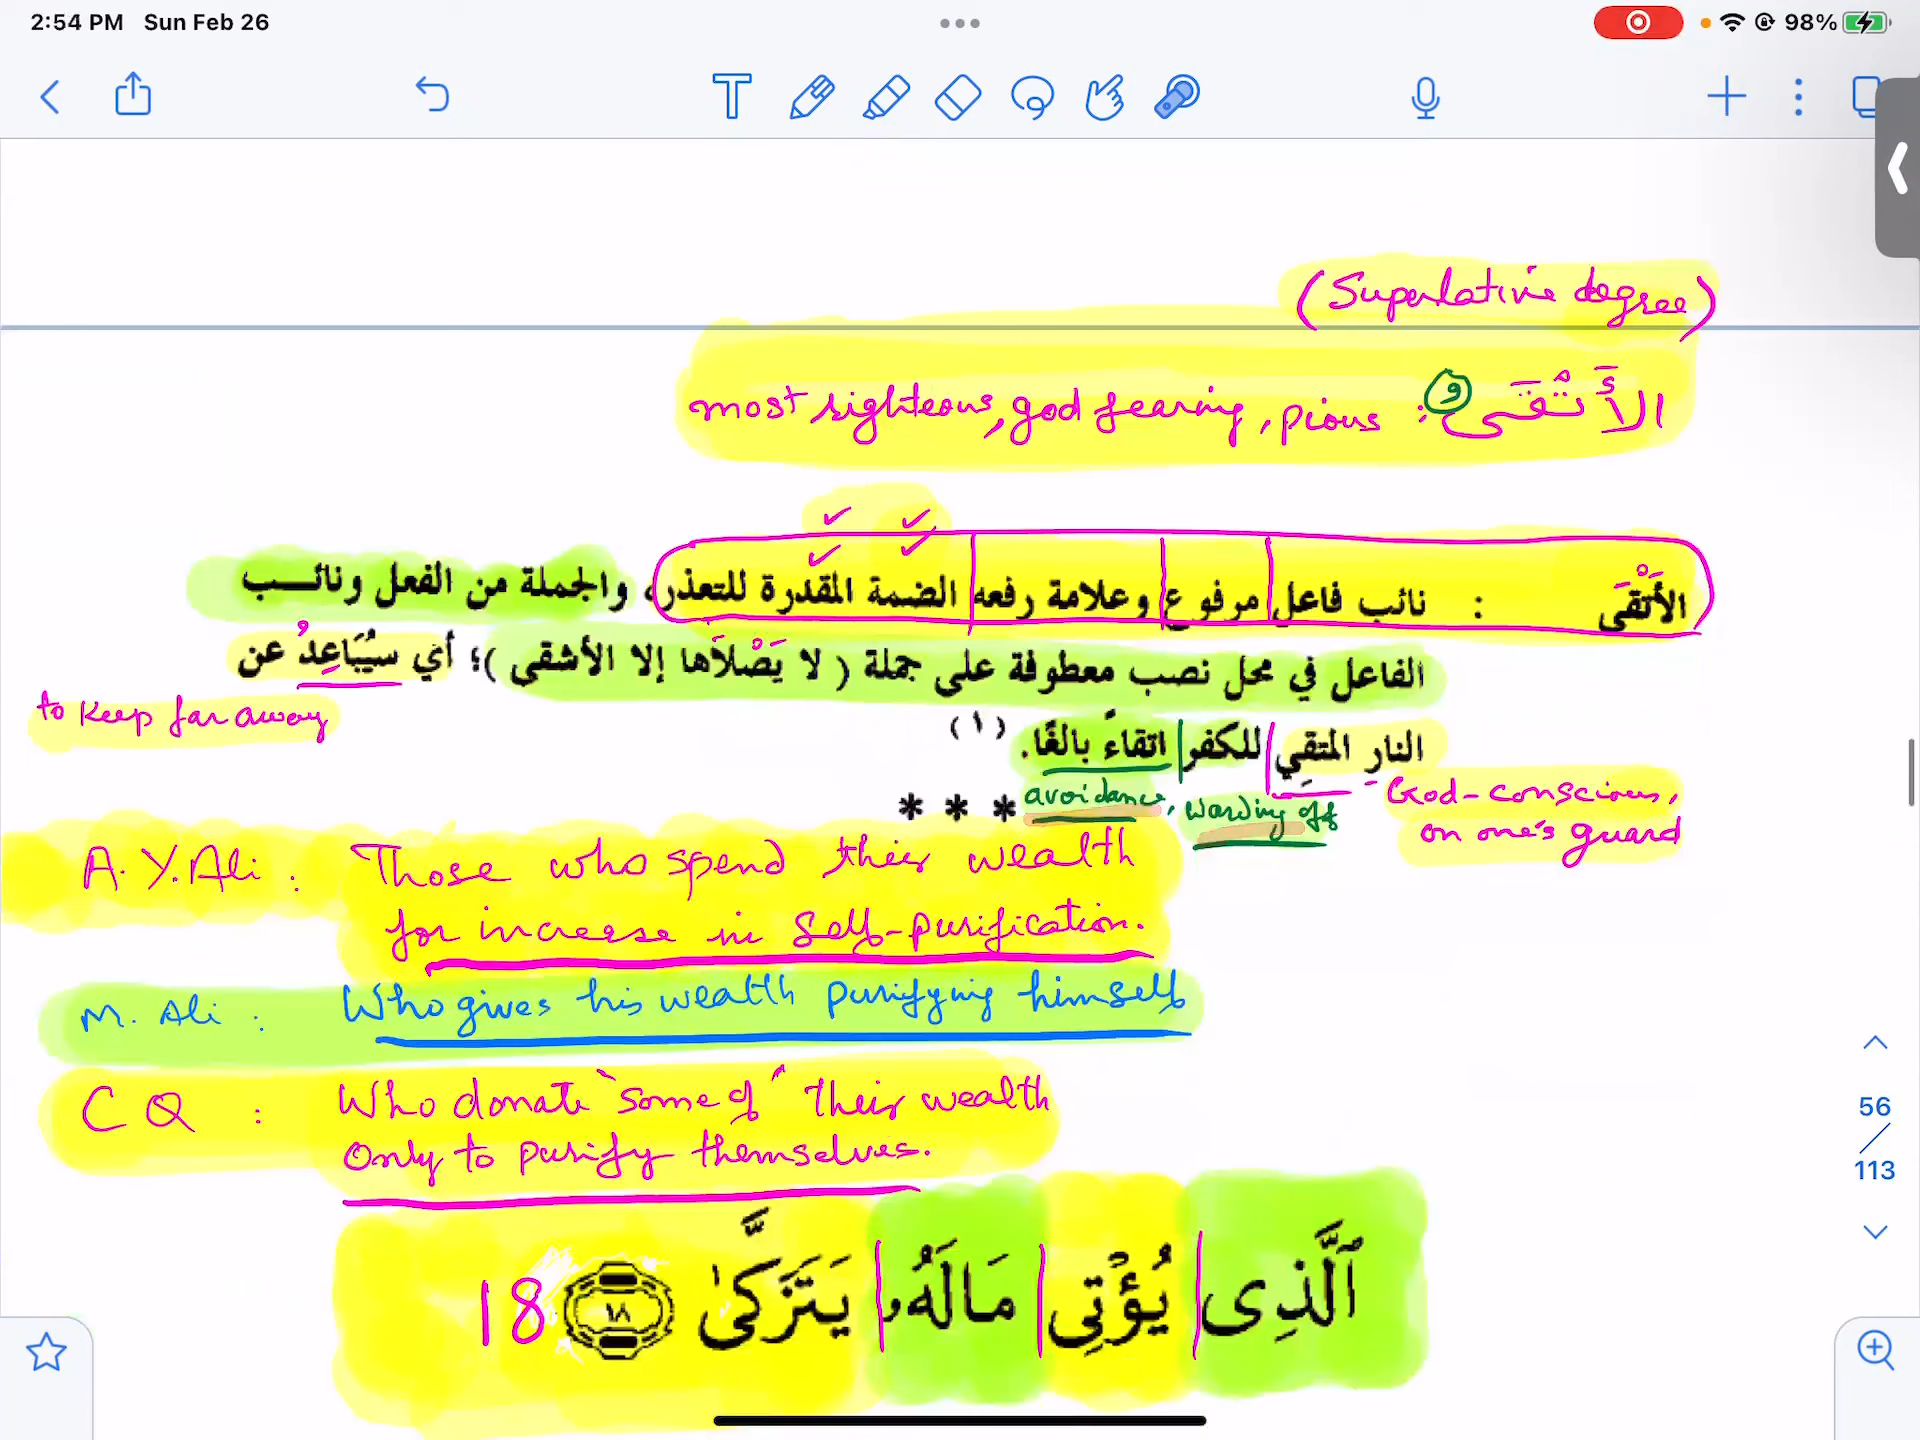 2:54 PM Sun Feb 26
98%
(Superlative degree)
الأَتْقَى و : most righteous, god fearing, pious
الأَتْقَى : نائب فاعل مرفوع وعلامة رفعه الضمة المقدرة للتعذر، والجملة من الفعل ونائب
الفاعل في محل نصب معطوفة على جملة ( لا يَصْلَاها إلا الأشقى )؛ أي سَيُبَاعِدُ عن
to keep far away
النار المتقِي للكفر اتقاءً بالغًا. (١)
avoidance, warding off
God-conscious,
on one's guard
* * *
A. Y. Ali : Those who spend their wealth
for increase in self-purification.
M. Ali : Who gives his wealth purifying himself
C Q : Who donate "some of" their wealth
only to purify themselves.
ٱلَّذِى يُؤْتِى مَالَهُۥ يَتَزَكَّىٰ ١٨ 18
56
113